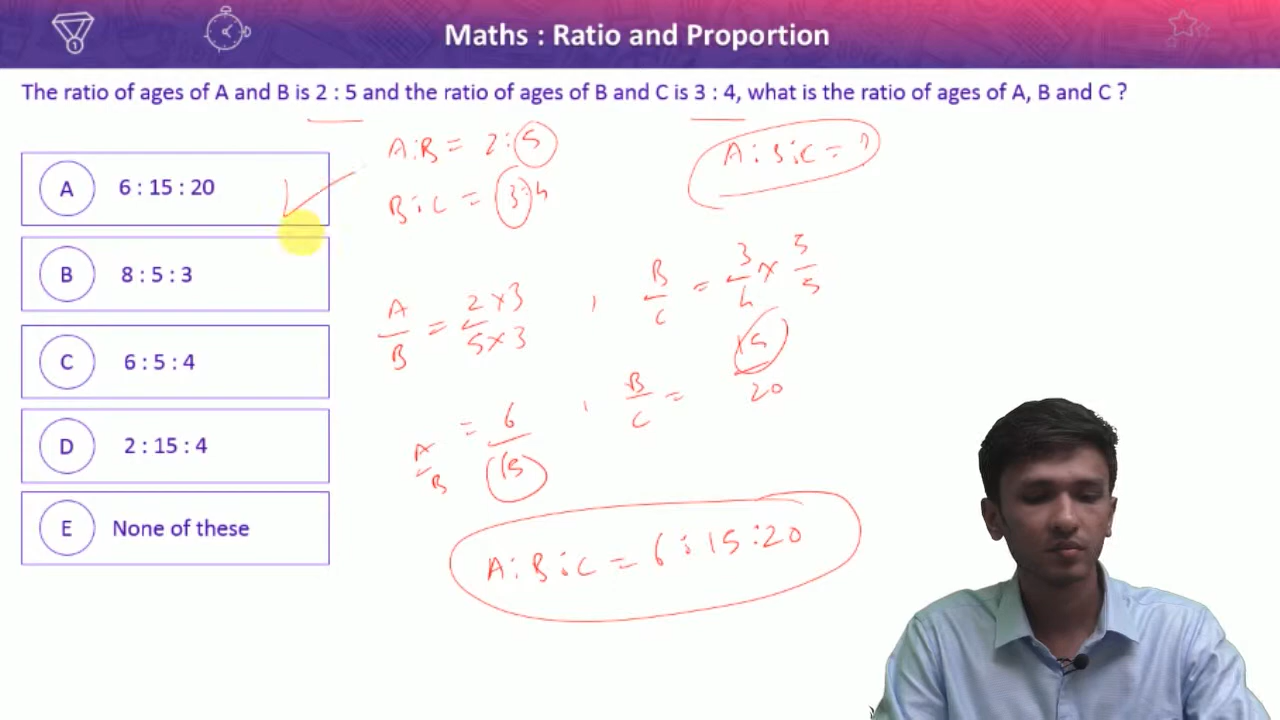 1
Maths : Ratio and Proportion
The ratio of ages of A and B is 2 : 5 and the ratio of ages of B and C is 3 : 4, what is the ratio of ages of A, B and C ?
A 6 : 15 : 20
B 8 : 5 : 3
C 6 : 5 : 4
D 2 : 15 : 4
E None of these
A:B = 2:5
B:C = 3:4
A:B:C = ?
A/B = 2×3/5×3 , B/C = 3/4 × 5/5
A/B = 6/15 , B/C = 15/20
A:B:C = 6:15:20